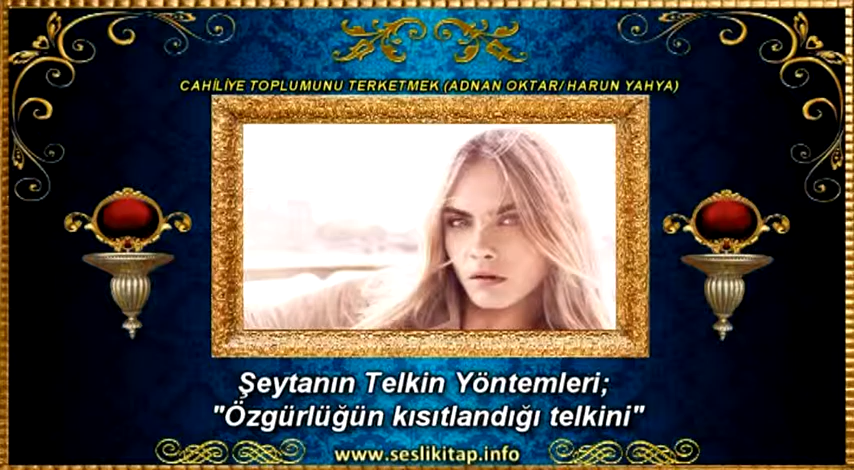 CAHİLİYE TOPLUMUNU TERKETMEK (ADNAN OKTAR/ HARUN YAHYA)
Şeytanın Telkin Yöntemleri;
"Özgürlüğün kısıtlandığı telkini"
www.seslikitap.info